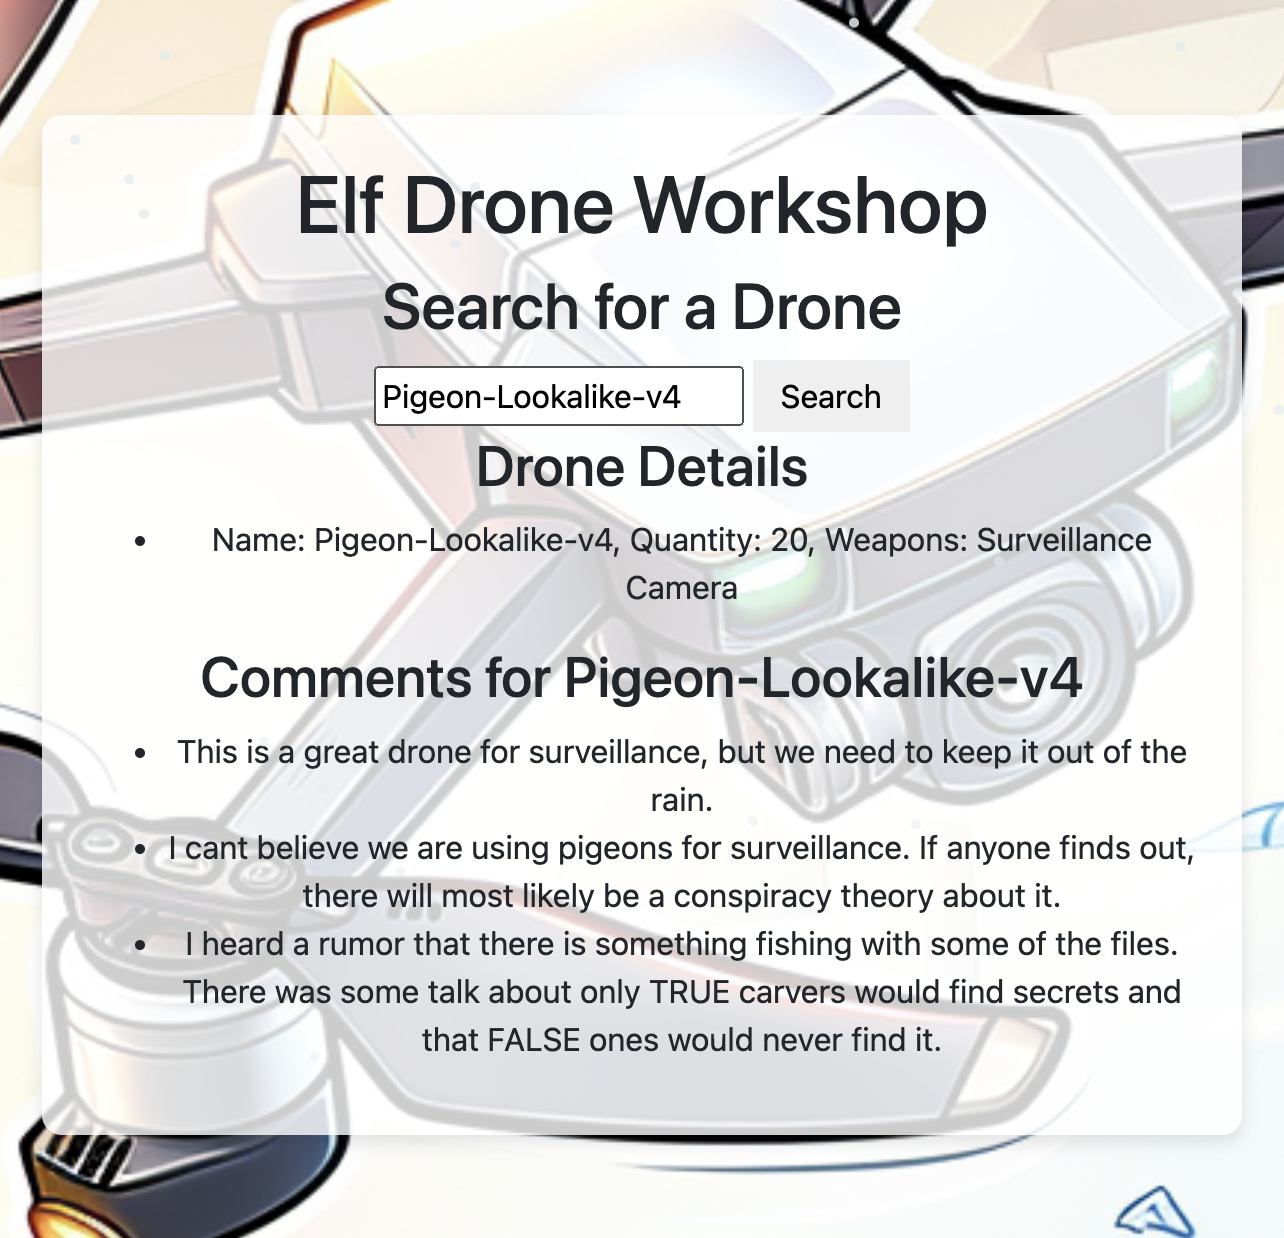 Elf Drone Workshop
Search for a Drone
Pigeon-Lookalike-v4 Search
Drone Details
Name: Pigeon-Lookalike-v4, Quantity: 20, Weapons: Surveillance
Camera
Comments for Pigeon-Lookalike-v4
This is a great drone for surveillance, but we need to keep it out of the
rain.
I cant believe we are using pigeons for surveillance. If anyone finds out,
there will most likely be a conspiracy theory about it.
I heard a rumor that there is something fishing with some of the files.
There was some talk about only TRUE carvers would find secrets and
that FALSE ones would never find it.